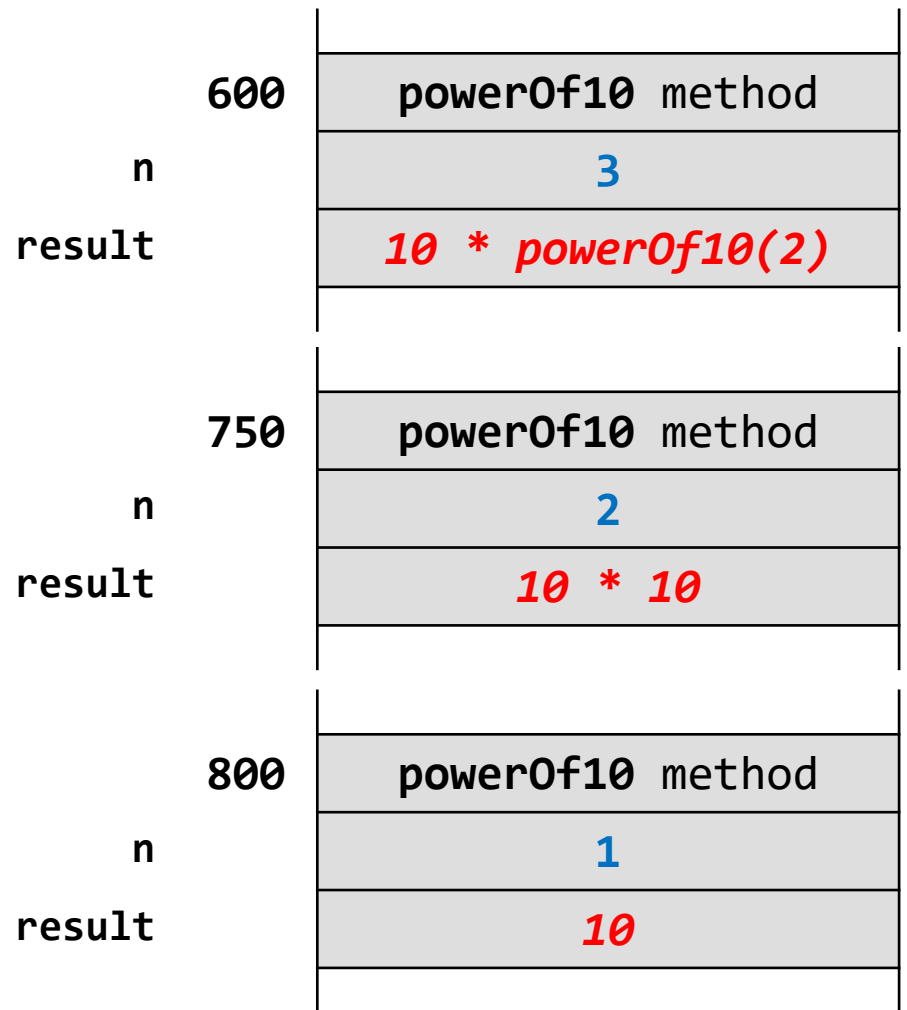 600 powerOf10 method
n 3
result 10 * powerOf10(2)
750 powerOf10 method
n 2
result 10 * 10
800 powerOf10 method
n 1
result 10